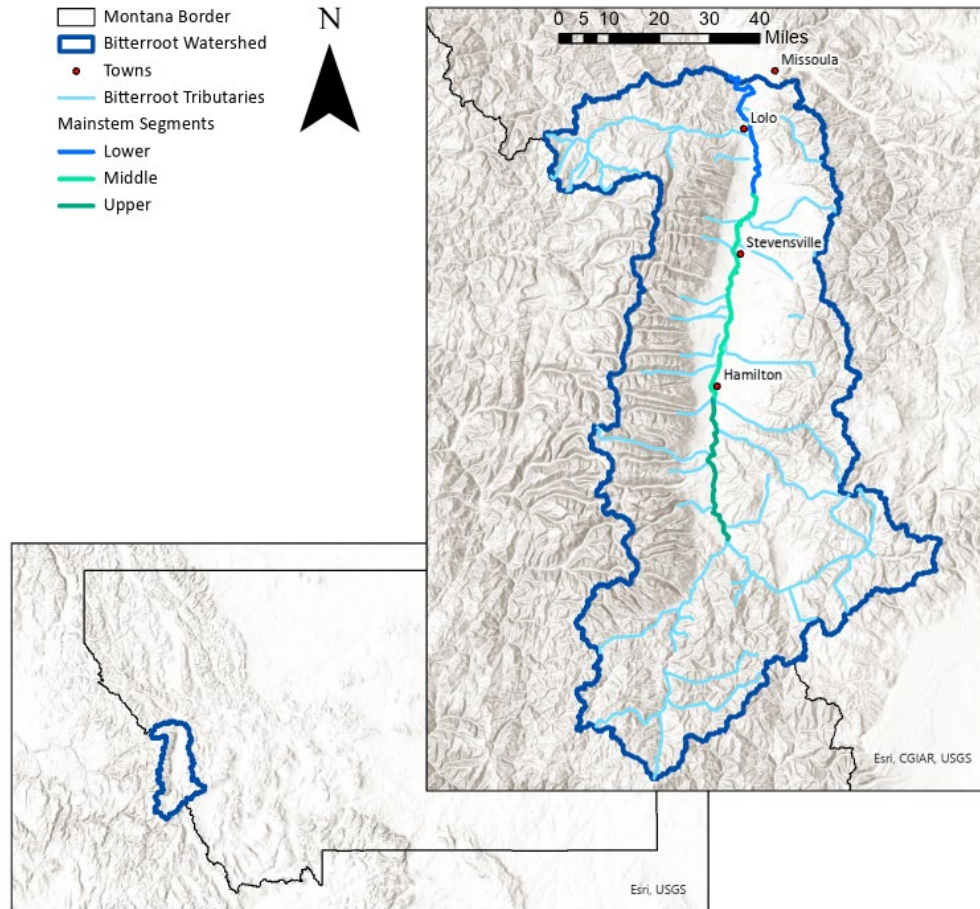 Montana Border
Bitterroot Watershed
Towns
Bitterroot Tributaries
Mainstem Segments
Lower
Middle
Upper
N
0 5 10 20 30 40
Miles
Missoula
Lolo
Stevensville
Hamilton
Esri, CGIAR, USGS
Esri, USGS